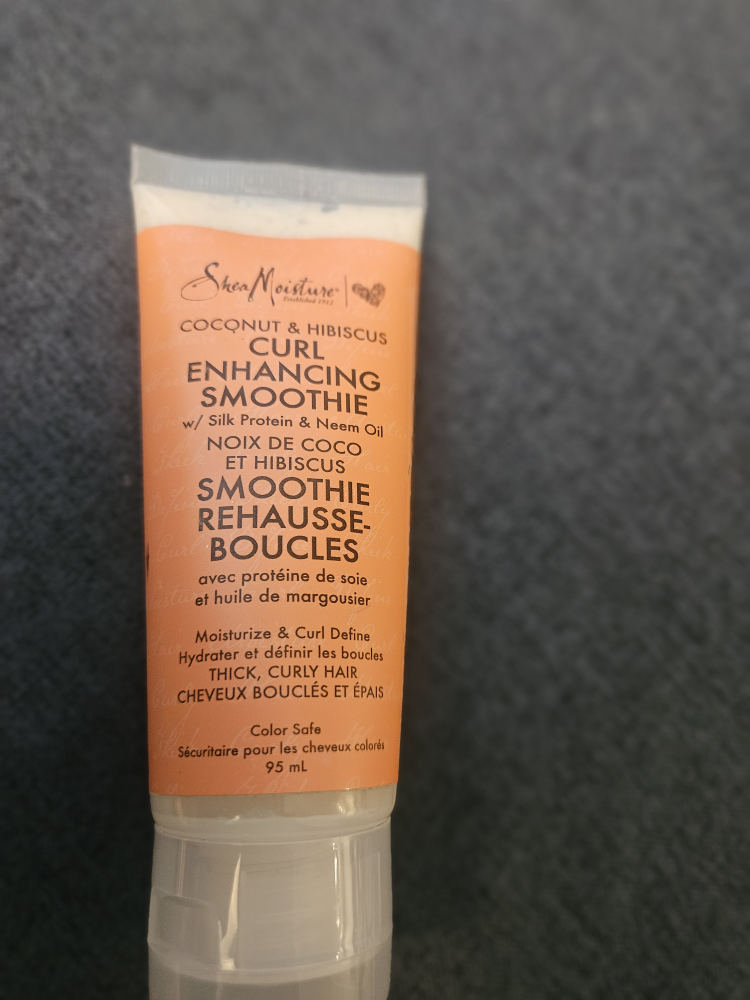 SheaMoisture
Established 1912
COCONUT & HIBISCUS
CURL
ENHANCING
SMOOTHIE
w/ Silk Protein & Neem Oil
NOIX DE COCO
ET HIBISCUS
SMOOTHIE
REHAUSSE-
BOUCLES
avec protéine de soie
et huile de margousier
Moisturize & Curl Define
Hydrater et définir les boucles
THICK, CURLY HAIR
CHEVEUX BOUCLÉS ET ÉPAIS
Color Safe
Sécuritaire pour les cheveux colorés
95 mL